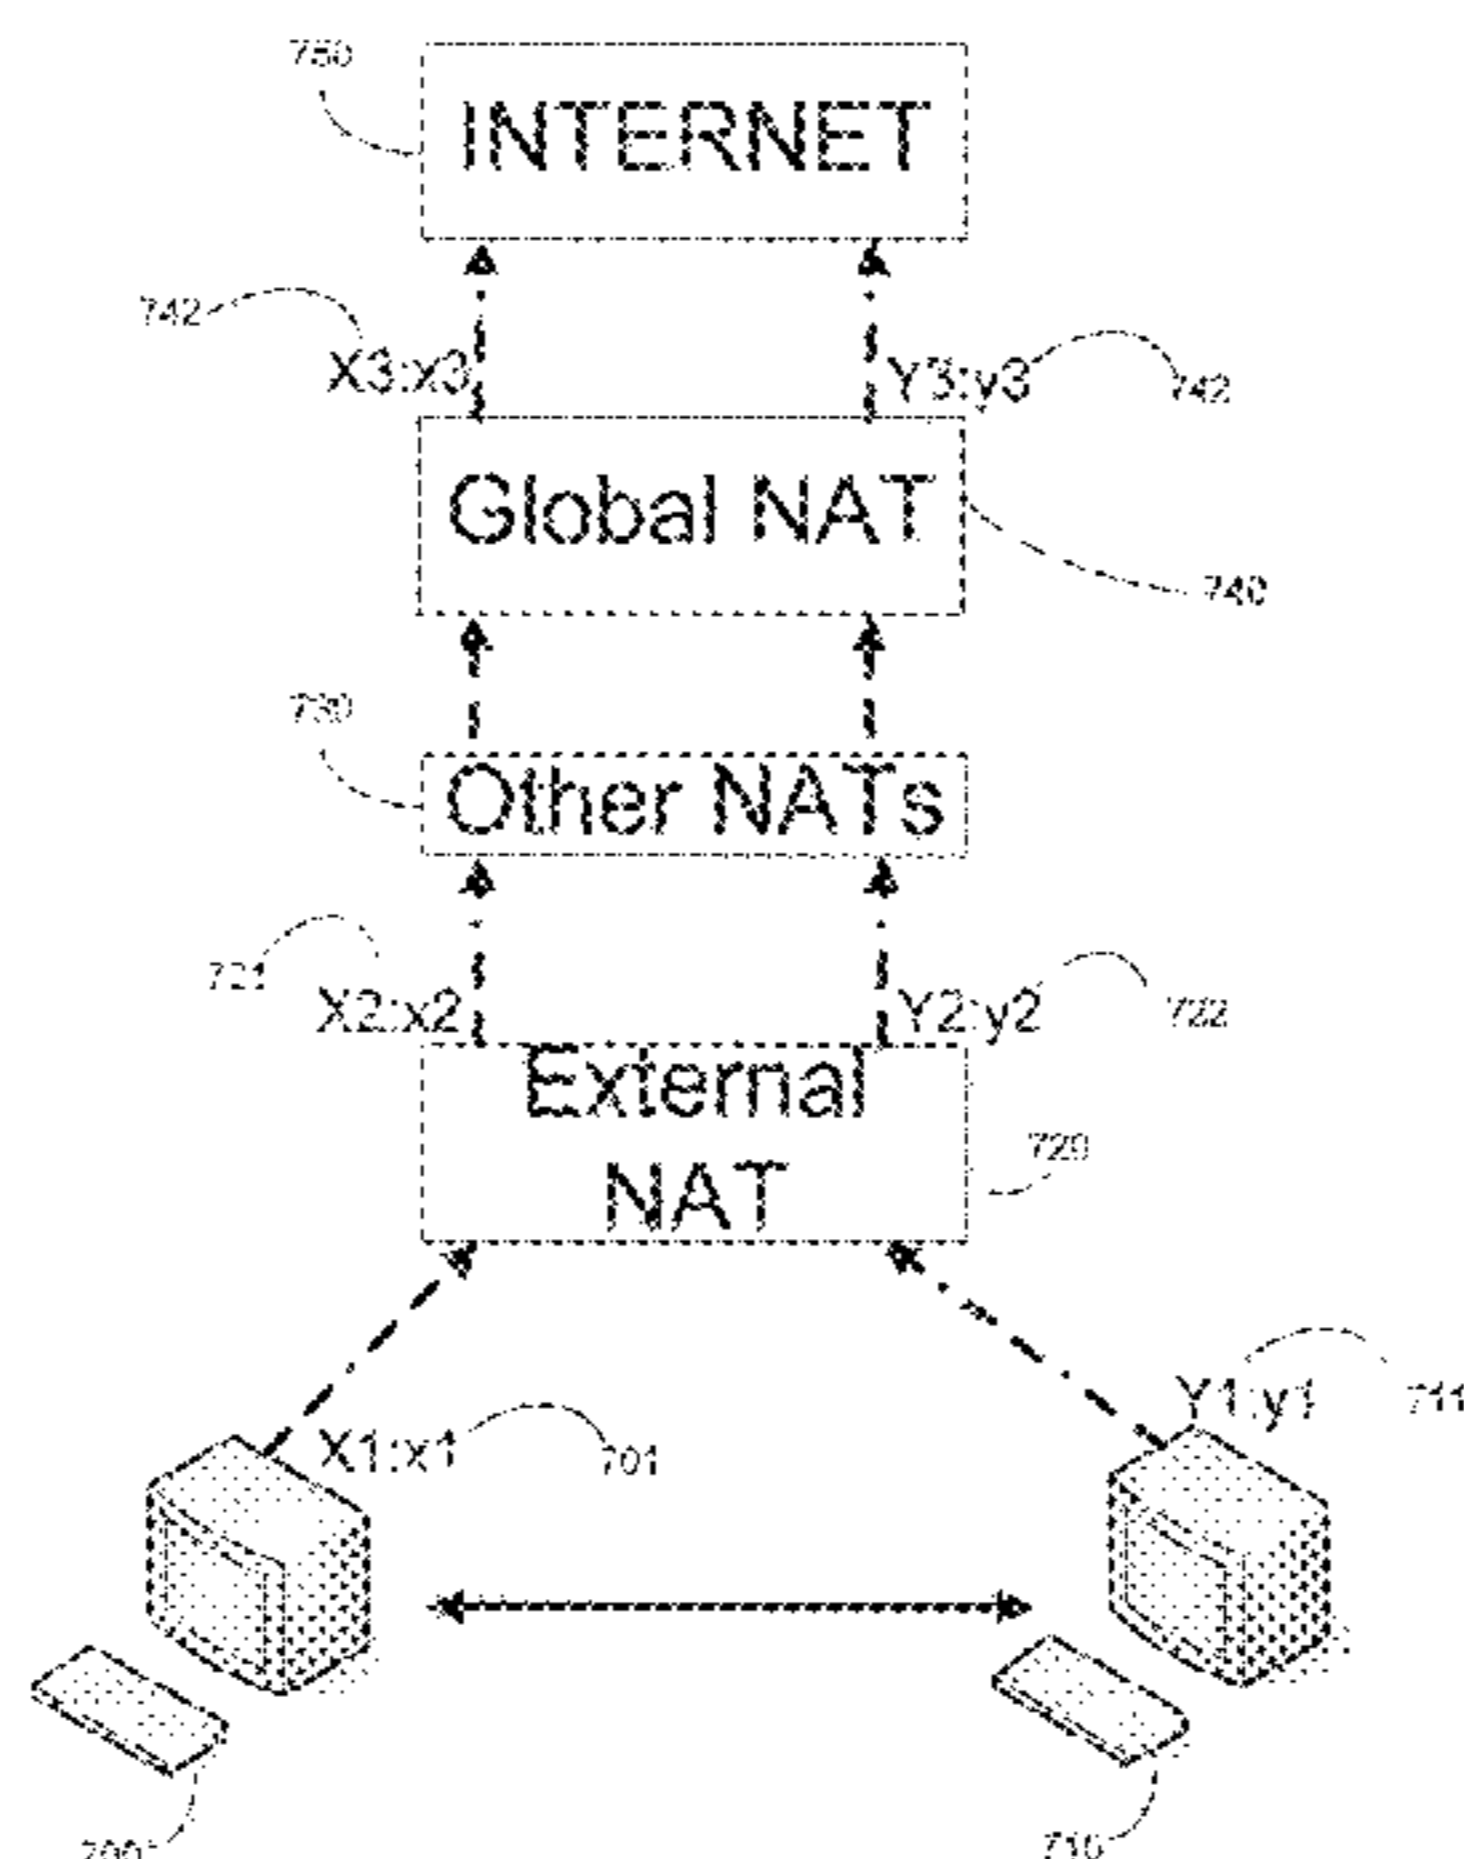 750
INTERNET
742
X3:x3
Y3:y3
742
Global NAT
740
730
Other NATs
721
X2:x2
Y2:y2
722
External
NAT
720
Y1:y1
711
X1:x1
701
700
710